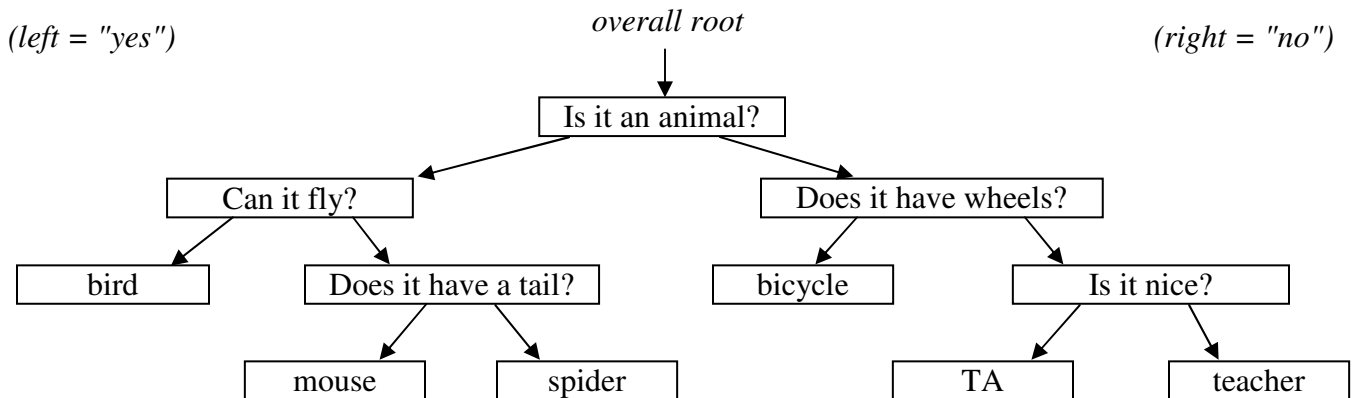 overall root
(left = "yes")
(right = "no")
Is it an animal?
Can it fly?
Does it have wheels?
bird
Does it have a tail?
bicycle
Is it nice?
mouse
spider
TA
teacher